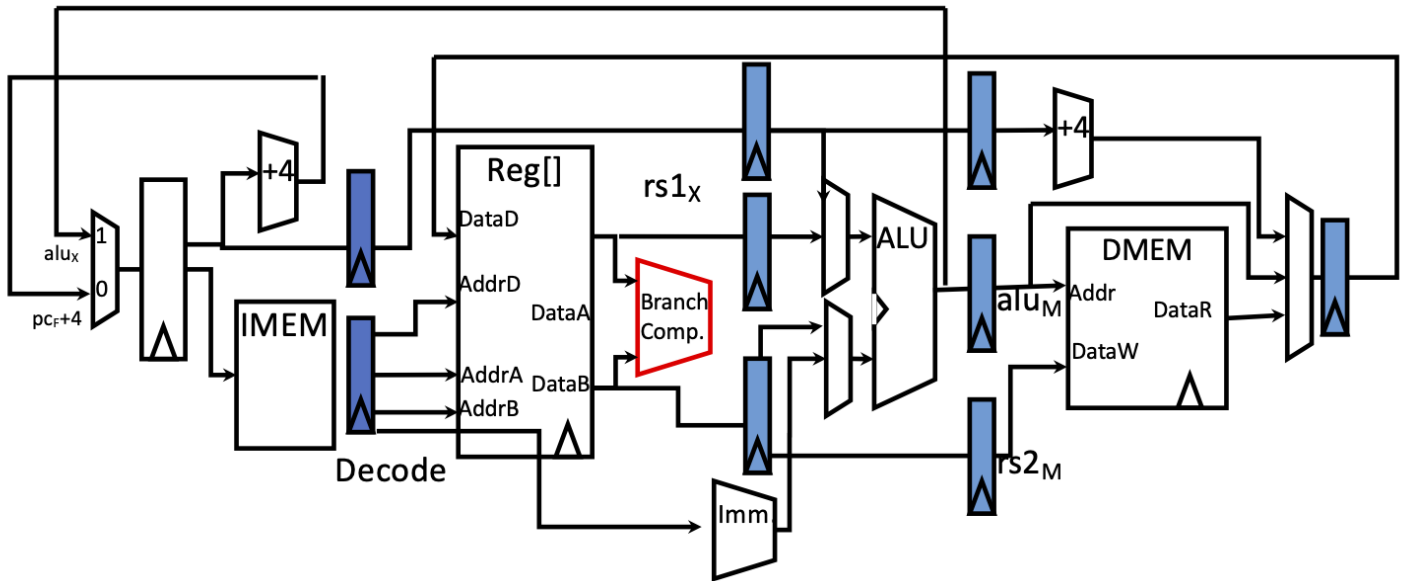 +4
+4
Reg[]
rs1X
DataD
ALU
DMEM
1
aluX
0
pcF+4
AddrD
Branch
Comp.
aluM
Addr
IMEM
DataA
DataR
DataW
AddrA
DataB
AddrB
Decode
rs2M
Imm.